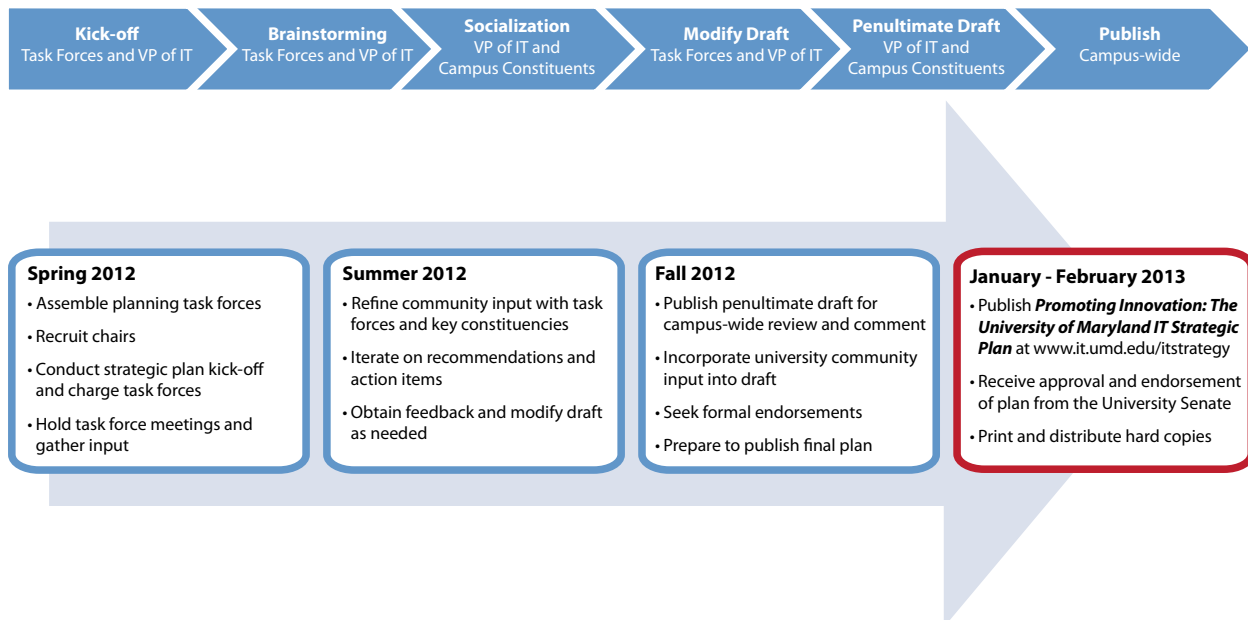 Kick-off
Task Forces and VP of IT
Brainstorming
Task Forces and VP of IT
Socialization
VP of IT and
Campus Constituents
Modify Draft
Task Forces and VP of IT
Penultimate Draft
VP of IT and
Campus Constituents
Publish
Campus-wide
Spring 2012
• Assemble planning task forces
• Recruit chairs
• Conduct strategic plan kick-off
and charge task forces
• Hold task force meetings and
gather input
Summer 2012
• Refine community input with task
forces and key constituencies
• Iterate on recommendations and
action items
• Obtain feedback and modify draft
as needed
Fall 2012
• Publish penultimate draft for
campus-wide review and comment
• Incorporate university community
input into draft
• Seek formal endorsements
• Prepare to publish final plan
January - February 2013
• Publish Promoting Innovation: The
University of Maryland IT Strategic
Plan at www.it.umd.edu/itstrategy
• Receive approval and endorsement
of plan from the University Senate
• Print and distribute hard copies